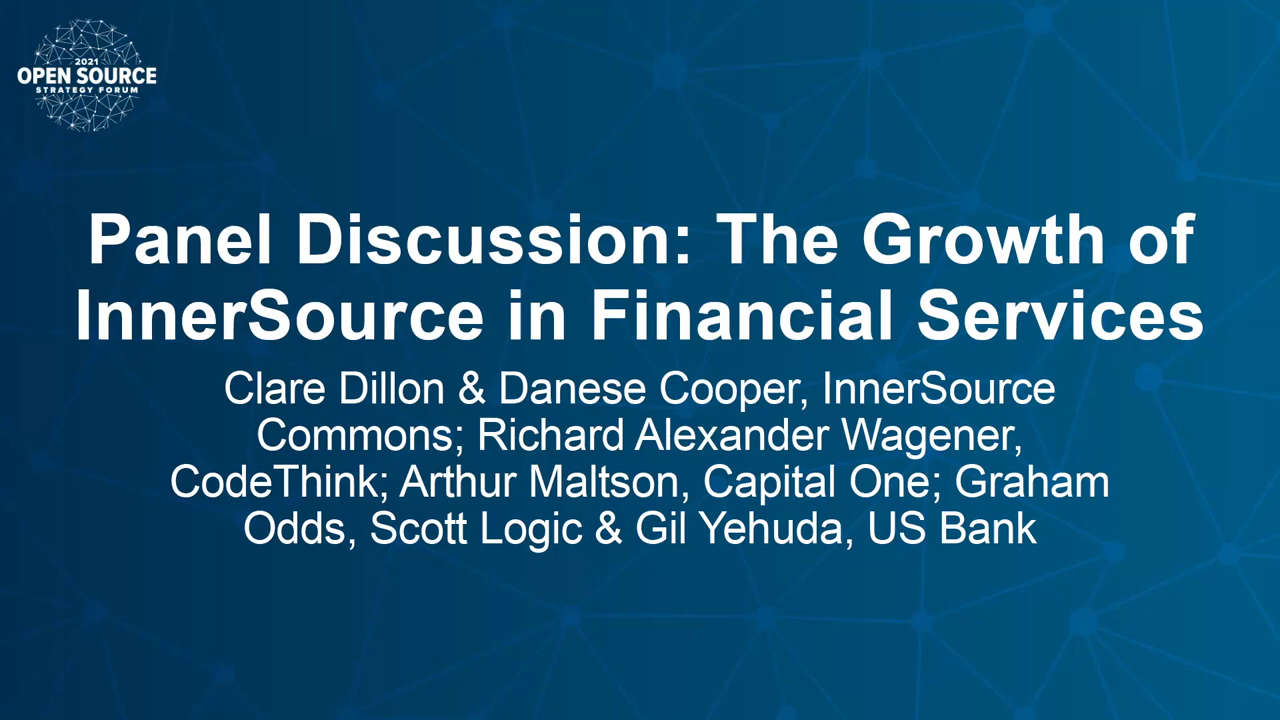 2021
OPEN SOURCE
STRATEGY FORUM
Panel Discussion: The Growth of
InnerSource in Financial Services
Clare Dillon & Danese Cooper, InnerSource
Commons; Richard Alexander Wagener,
CodeThink; Arthur Maltson, Capital One; Graham
Odds, Scott Logic & Gil Yehuda, US Bank